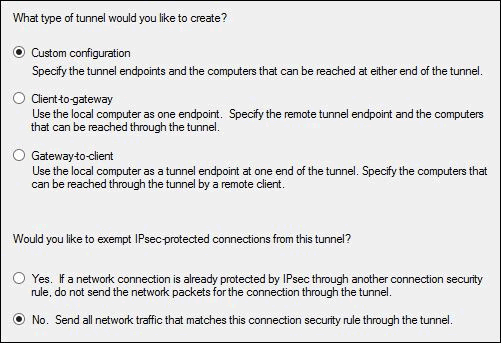 What type of tunnel would you like to create?
Custom configuration
Specify the tunnel endpoints and the computers that can be reached at either end of the tunnel.
Client-to-gateway
Use the local computer as one endpoint.  Specify the remote tunnel endpoint and the computers
that can be reached through the tunnel.
Gateway-to-client
Use the local computer as a tunnel endpoint at one end of the tunnel. Specify the computers that
can be reached through the tunnel by a remote client.
Would you like to exempt IPsec-protected connections from this tunnel?
Yes.  If a network connection is already protected by IPsec through another connection security
rule, do not send the network packets for the connection through the tunnel.
No.  Send all network traffic that matches this connection security rule through the tunnel.